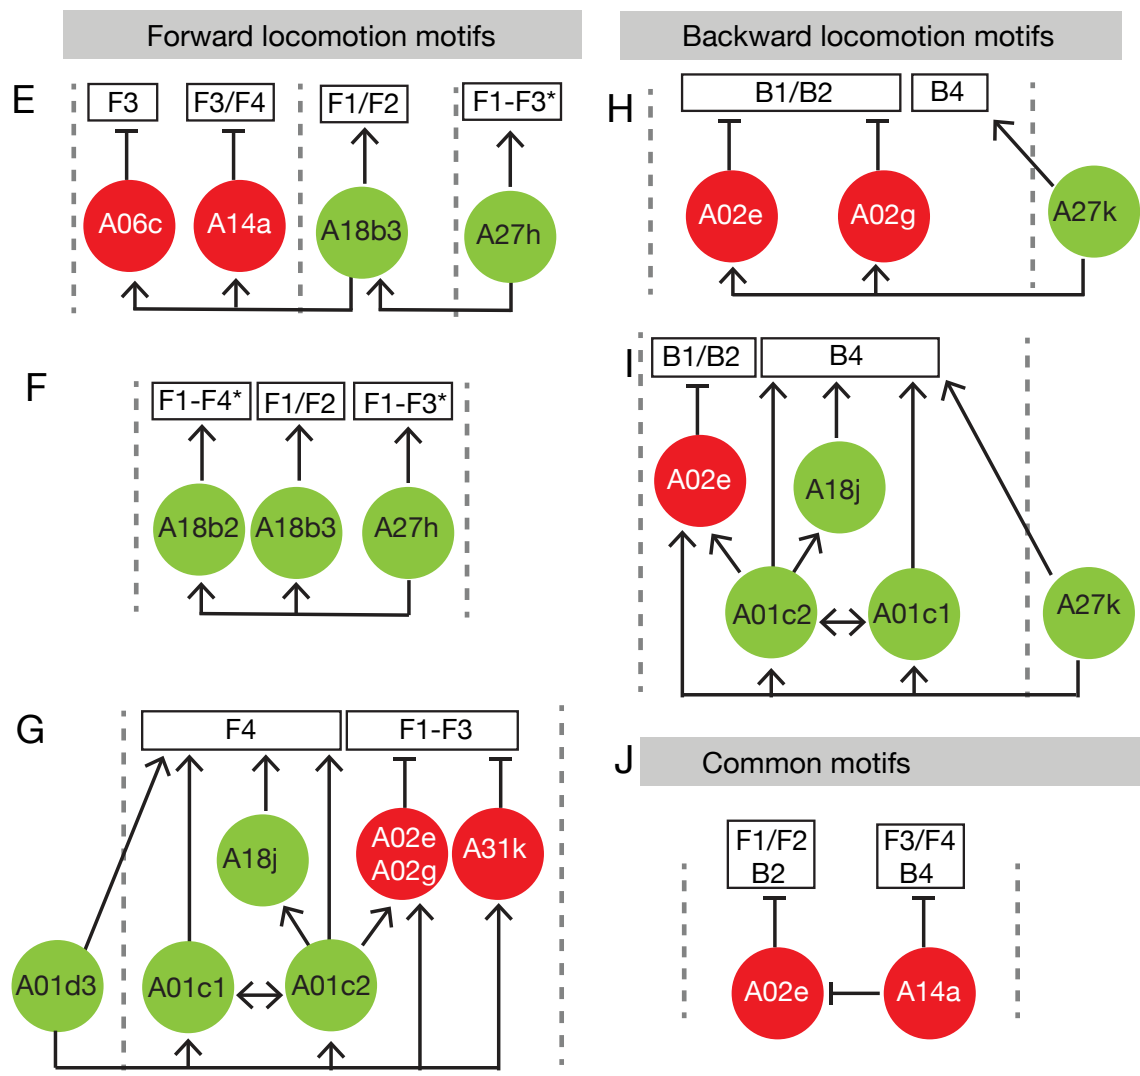 Forward locomotion motifs
Backward locomotion motifs
E
F3
F3/F4
F1/F2
F1-F3*
A06c
A14a
A18b3
A27h
H
B1/B2
B4
A02e
A02g
A27k
F
F1-F4*
F1/F2
F1-F3*
A18b2
A18b3
A27h
I
B1/B2
B4
A02e
A18j
A01c2
A01c1
A27k
G
F4
F1-F3
A18j
A02e
A02g
A31k
A01d3
A01c1
A01c2
J
Common motifs
F1/F2
B2
F3/F4
B4
A02e
A14a